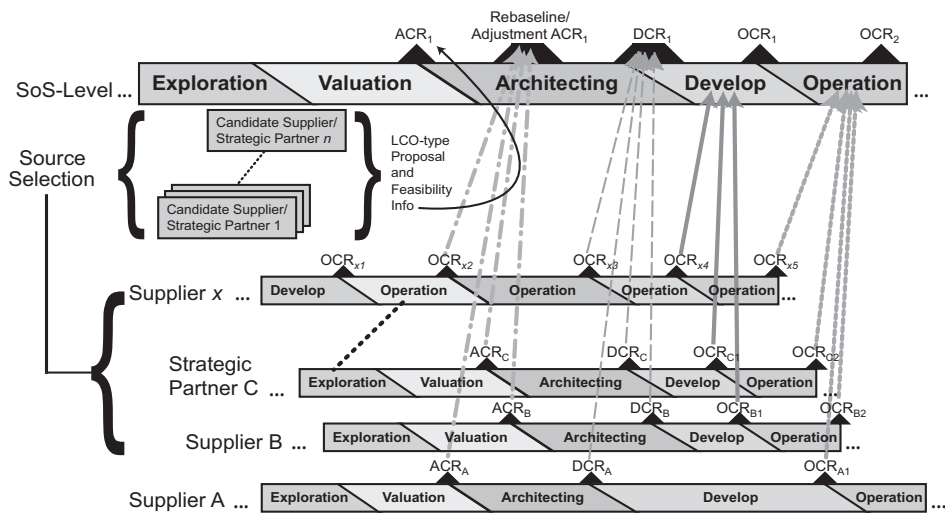 Rebaseline/
ACR1 Adjustment ACR1 DCR1 OCR1 OCR2
SoS-Level ... Exploration Valuation Architecting Develop Operation ...
Source
Selection
Candidate Supplier/
Strategic Partner n
Candidate Supplier/
Strategic Partner 1
LCO-type
Proposal
and
Feasibility
Info
OCRx1 OCRx2 OCRx3 OCRx4 OCRx5
Supplier x ... Develop Operation Operation Operation Operation ...
ACRC DCRC OCRC1 OCRC2
Strategic
Partner C ... Exploration Valuation Architecting Develop Operation ...
ACRB DCRB OCRB1 OCRB2
Supplier B ... Exploration Valuation Architecting Develop Operation ...
ACRA DCRA OCRA1
Supplier A ... Exploration Valuation Architecting Develop Operation ...